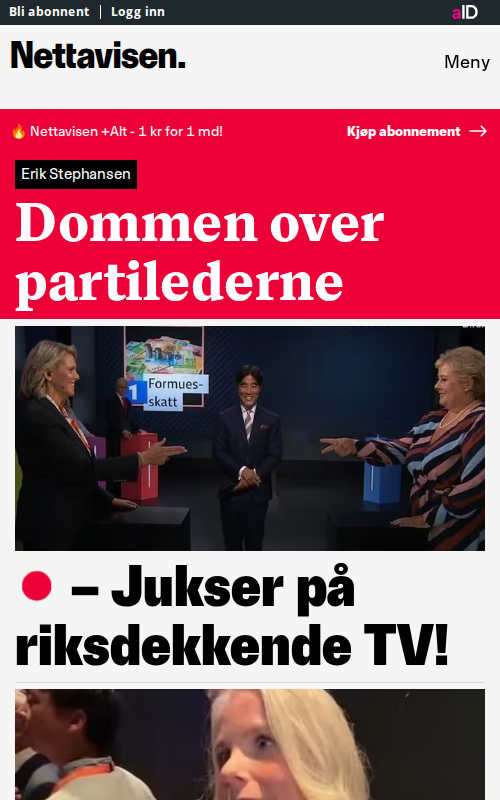 Bli abonnent | Logg inn
aID
Nettavisen.
Meny
🔥 Nettavisen +Alt - 1 kr for 1 md!
Kjøp abonnement →
Erik Stephansen
Dommen over
partilederne
1
Formues-
skatt
– Jukser på
riksdekkende TV!